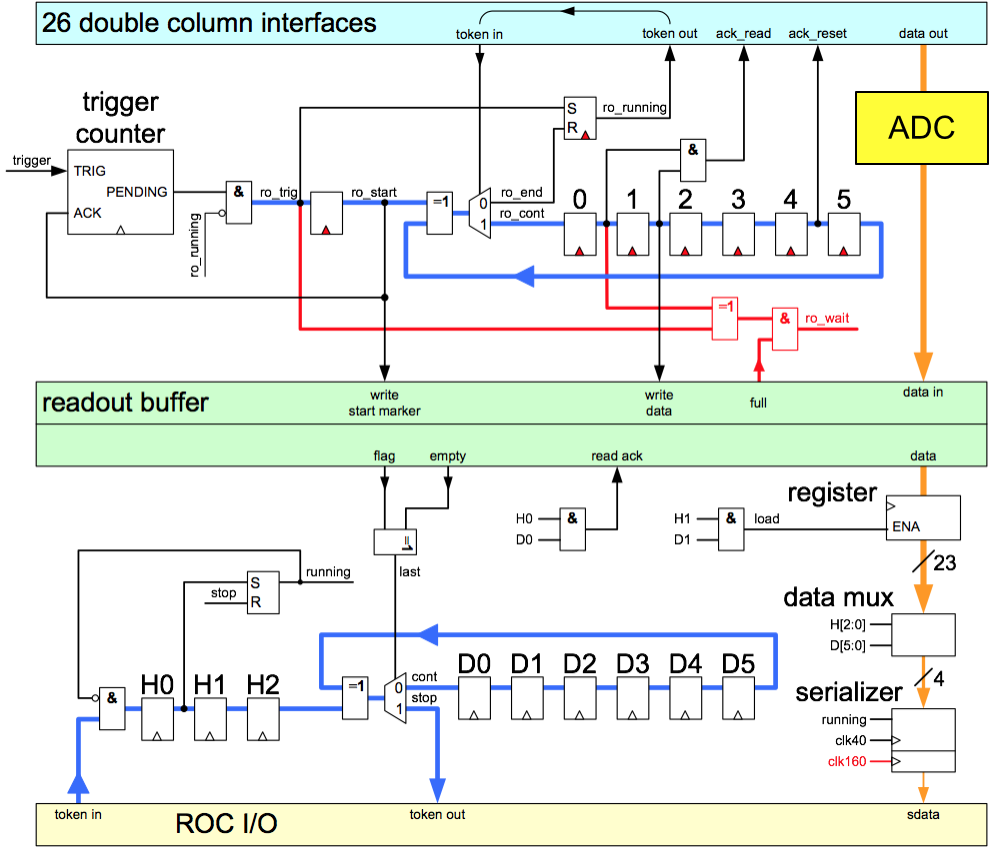 26 double column interfaces
token in
token out
ack_read
ack_reset
data out
trigger
counter
ADC
S
R
ro_running
trigger
TRIG
PENDING
ACK
&
&
ro_trig
ro_start
=1
ro_end
ro_cont
0
1
0
1
2
3
4
5
ro_running
=1
&
ro_wait
readout buffer
write
start marker
write
data
full
data in
flag
empty
read ack
data
register
H0
D0
&
H1
D1
&
load
ENA
=1
last
23
running
S
R
stop
data mux
H[2:0]
D[5:0]
4
&
H0
H1
H2
=1
0
1
cont
stop
D0
D1
D2
D3
D4
D5
serializer
running
clk40
clk160
token in
ROC I/O
token out
sdata